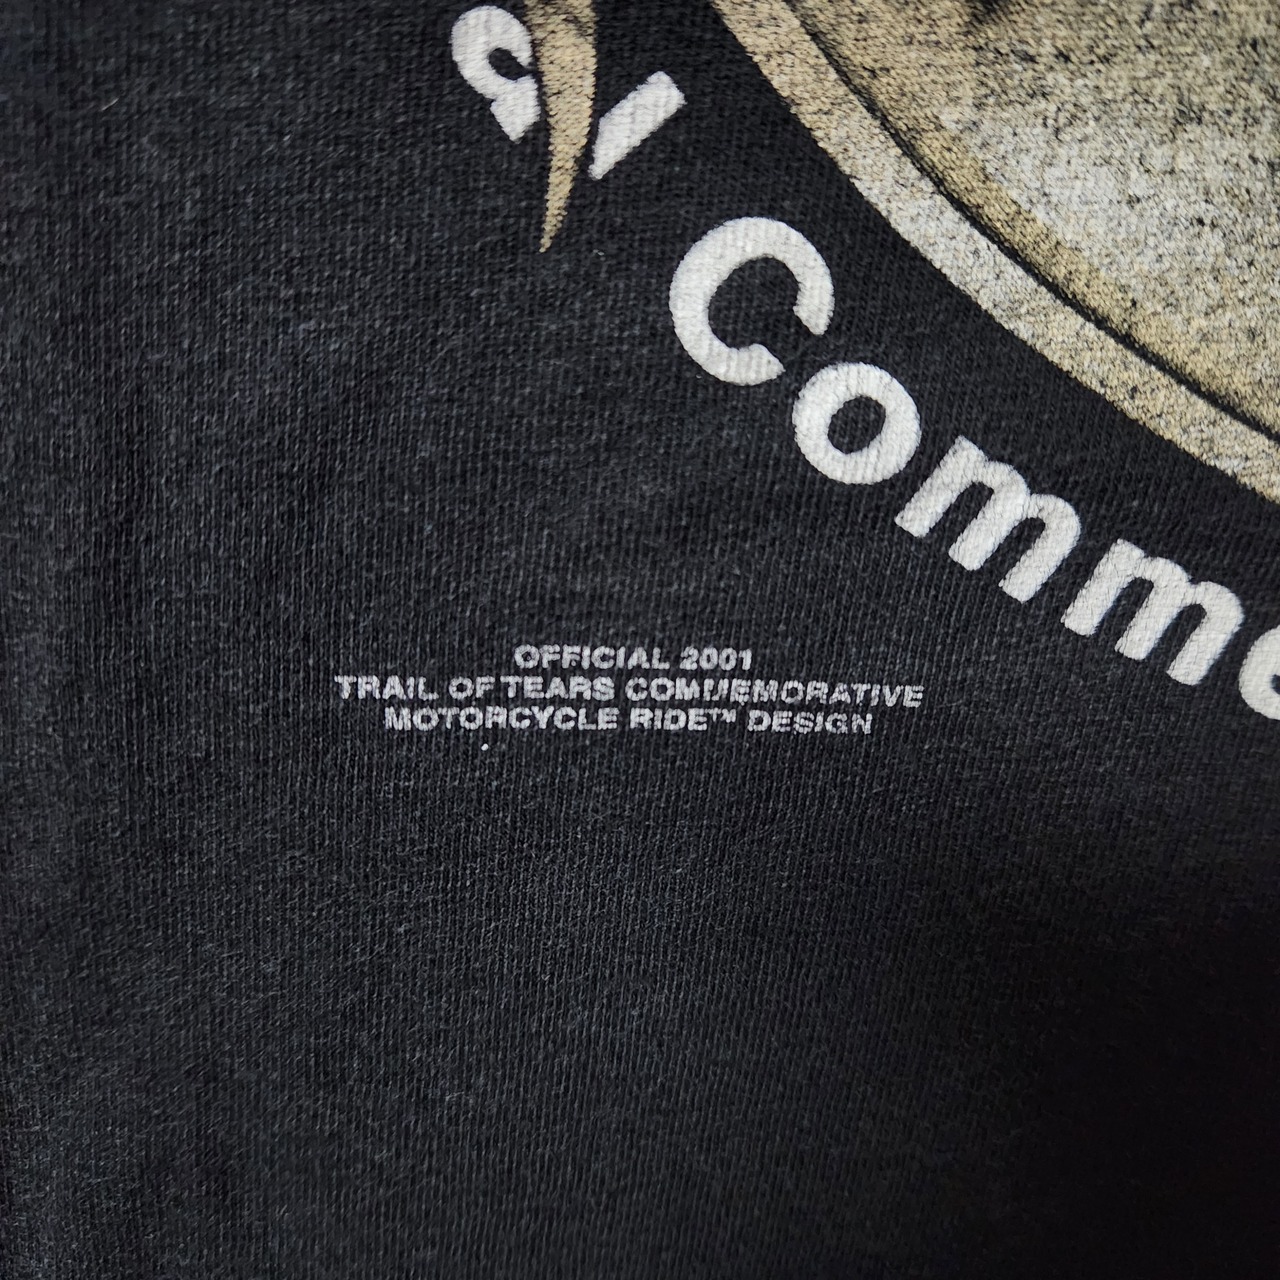 Comme
OFFICIAL 2001
TRAIL OF TEARS COMMEMORATIVE
MOTORCYCLE RIDE™ DESIGN